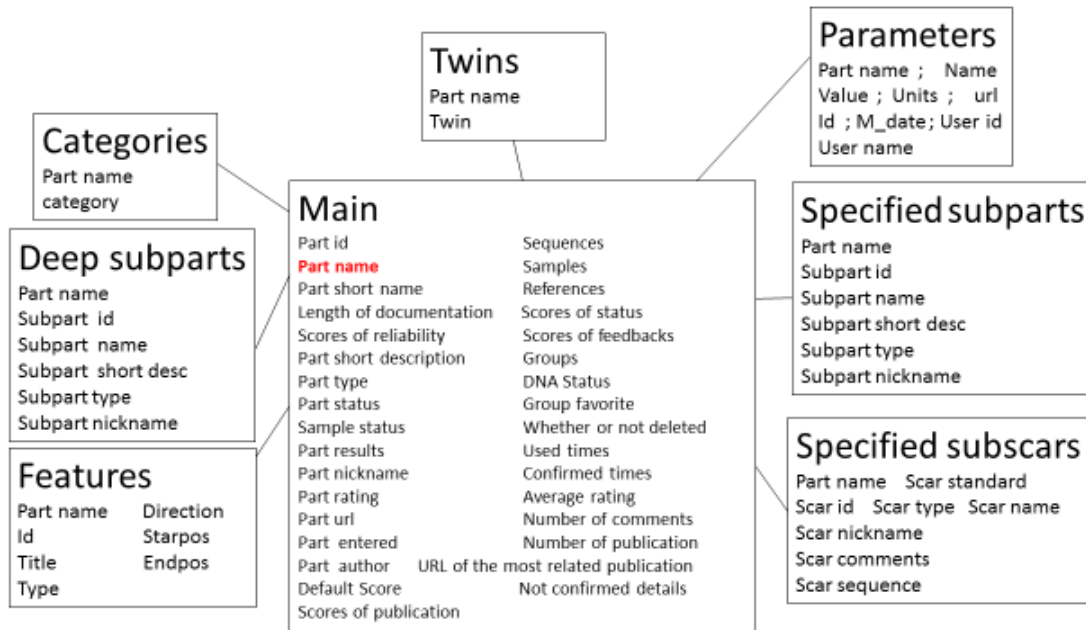 Twins
Part name
Twin
Parameters
Part name ; Name
Value ; Units ; url
Id ; M_date; User id
User name
Categories
Part name
category
Main
Part id Sequences
Part name Samples
Part short name References
Length of documentation Scores of status
Scores of reliability Scores of feedbacks
Part short description Groups
Part type DNA Status
Part status Group favorite
Sample status Whether or not deleted
Part results Used times
Part nickname Confirmed times
Part rating Average rating
Part url Number of comments
Part entered Number of publication
Part author URL of the most related publication
Default Score Not confirmed details
Scores of publication
Deep subparts
Part name
Subpart id
Subpart name
Subpart short desc
Subpart type
Subpart nickname
Specified subparts
Part name
Subpart id
Subpart name
Subpart short desc
Subpart type
Subpart nickname
Features
Part name Direction
Id Starpos
Title Endpos
Type
Specified subscars
Part name Scar standard
Scar id Scar type Scar name
Scar nickname
Scar comments
Scar sequence